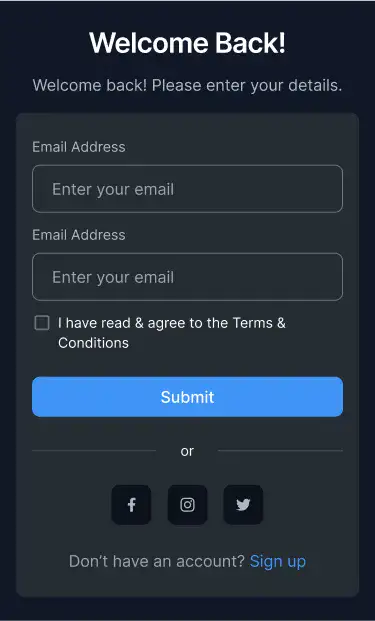 Welcome Back!
Welcome back! Please enter your details.
Email Address
Enter your email
Email Address
Enter your email
I have read & agree to the Terms &
Conditions
Submit
or
Don't have an account? Sign up